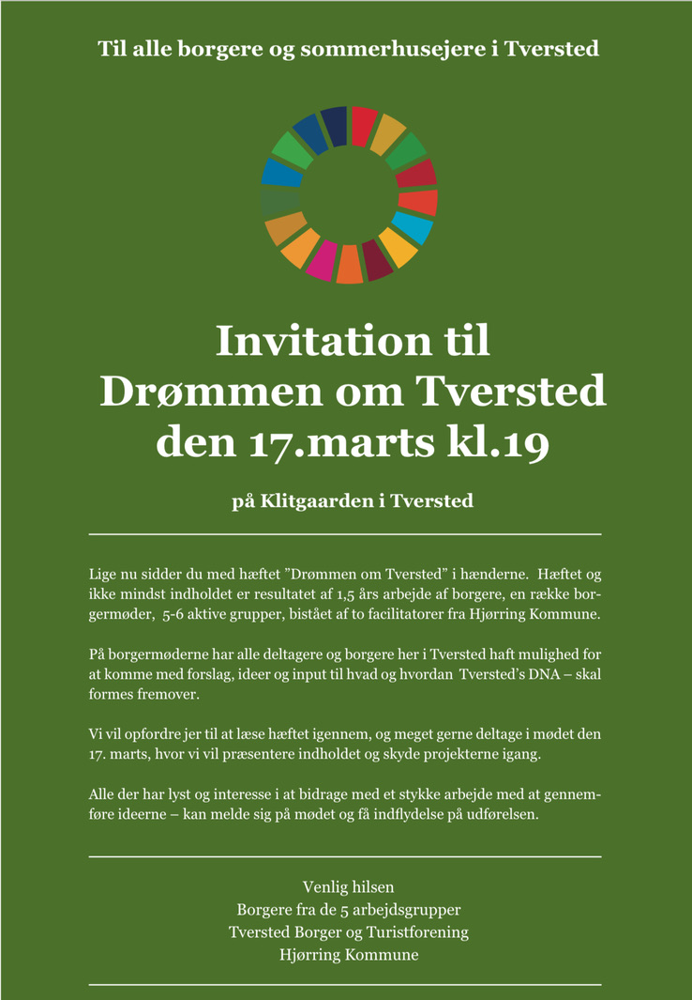 Til alle borgere og sommerhusejere i Tversted
Invitation til
Drømmen om Tversted
den 17.marts kl.19
på Klitgaarden i Tversted
Lige nu sidder du med hæftet ”Drømmen om Tversted” i hænderne.  Hæftet og
ikke mindst indholdet er resultatet af 1,5 års arbejde af borgere, en række bor-
germøder,  5-6 aktive grupper, bistået af to facilitatorer fra Hjørring Kommune.
På borgermøderne har alle deltagere og borgere her i Tversted haft mulighed for
at komme med forslag, ideer og input til hvad og hvordan  Tversted’s DNA – skal
formes fremover.
Vi vil opfordre jer til at læse hæftet igennem, og meget gerne deltage i mødet den
17. marts, hvor vi vil præsentere indholdet og skyde projekterne igang.
Alle der har lyst og interesse i at bidrage med et stykke arbejde med at gennem-
føre ideerne – kan melde sig på mødet og få indflydelse på udførelsen.
Venlig hilsen
Borgere fra de 5 arbejdsgrupper
Tversted Borger og Turistforening
Hjørring Kommune